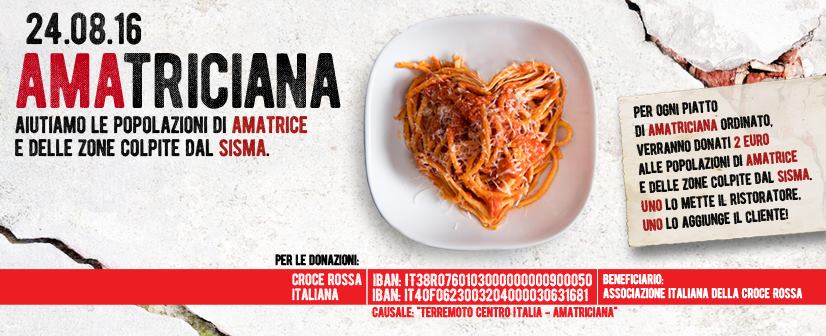 24.08.16
AMATRICIANA
AIUTIAMO LE POPOLAZIONI DI AMATRICE
E DELLE ZONE COLPITE DAL SISMA.
PER OGNI PIATTO
DI AMATRICIANA ORDINATO,
VERRANNO DONATI 2 EURO
ALLE POPOLAZIONI DI AMATRICE
E DELLE ZONE COLPITE DAL SISMA.
UNO LO METTE IL RISTORATORE,
UNO LO AGGIUNGE IL CLIENTE!
PER LE DONAZIONI:
CROCE ROSSA
ITALIANA
IBAN: IT38R0760103000000000900050
IBAN: IT40F0623003204000030631681
BENEFICIARIO:
ASSOCIAZIONE ITALIANA DELLA CROCE ROSSA
CAUSALE: "TERREMOTO CENTRO ITALIA - AMATRICIANA"